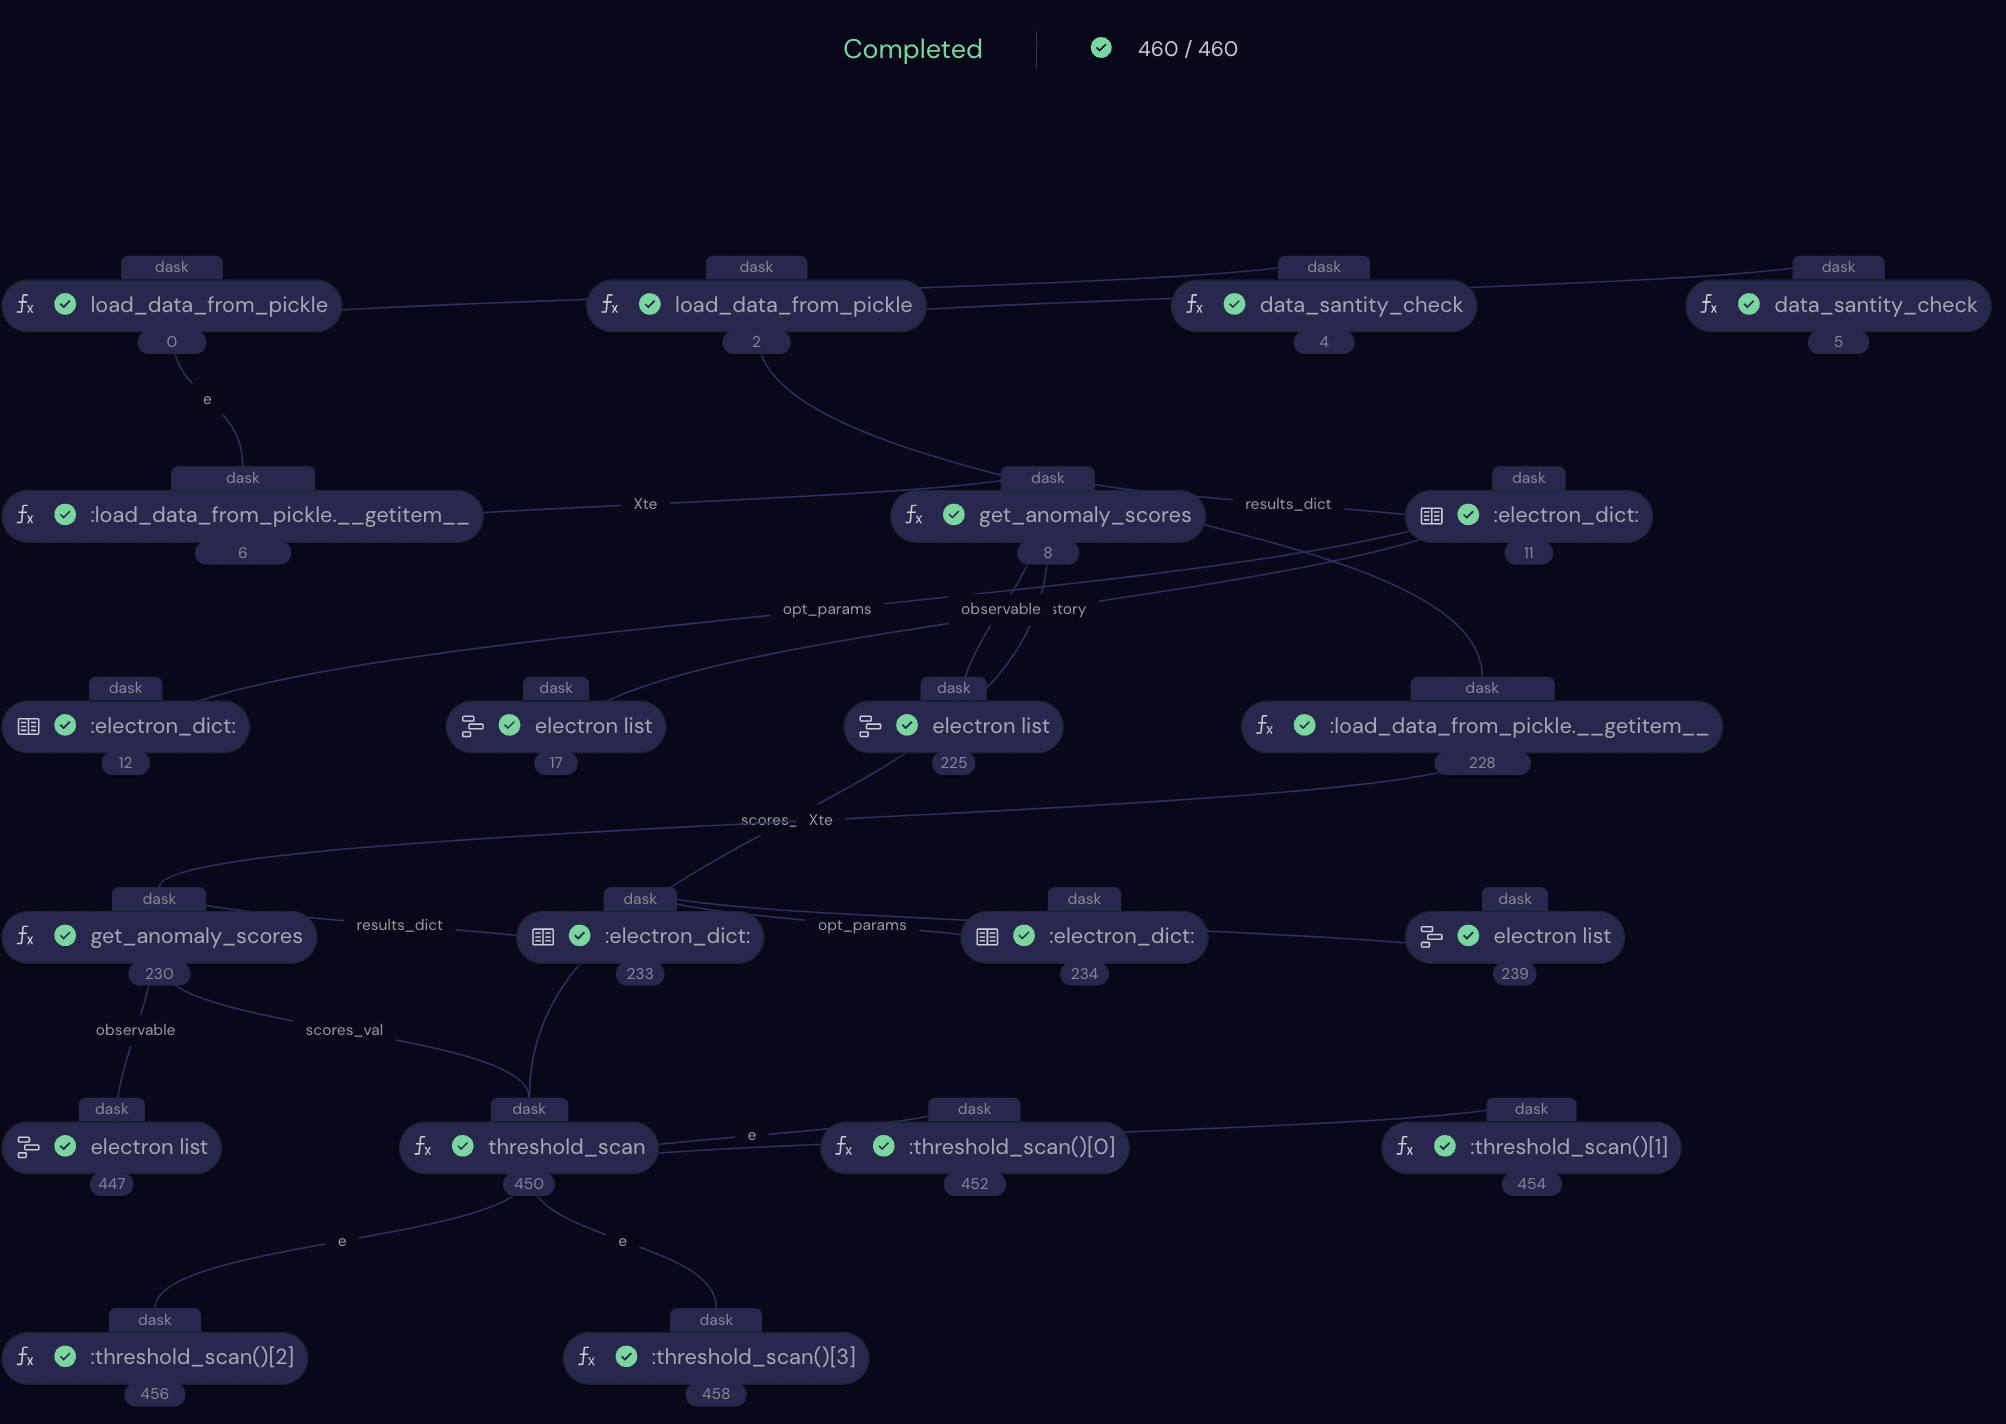 Completed 460 / 460
dask dask dask dask
load_data_from_pickle load_data_from_pickle data_santity_check data_santity_check
0 2 4 5
e
dask dask dask
:load_data_from_pickle.__getitem__ Xte get_anomaly_scores results_dict :electron_dict:
6 8 11
opt_params observable story
dask dask dask dask
:electron_dict: electron list electron list :load_data_from_pickle.__getitem__
12 17 225 228
scores_ Xte
dask dask dask dask
get_anomaly_scores results_dict :electron_dict: opt_params :electron_dict: electron list
230 233 234 239
observable scores_val
dask dask dask dask
electron list threshold_scan e :threshold_scan()[0] :threshold_scan()[1]
447 450 452 454
e e
dask dask
:threshold_scan()[2] :threshold_scan()[3]
456 458